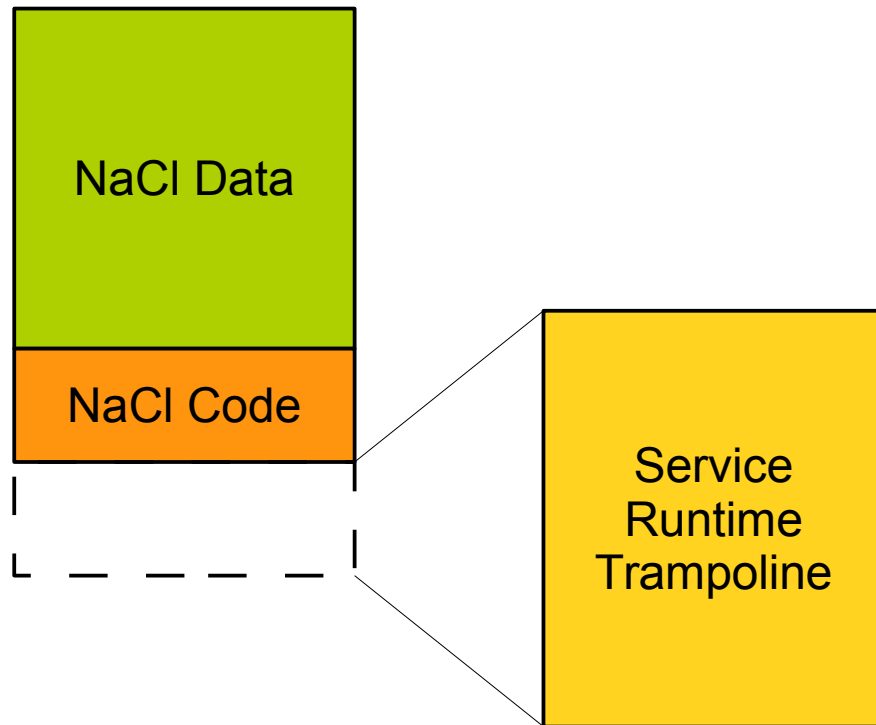 NaCl Data
NaCl Code
Service
Runtime
Trampoline